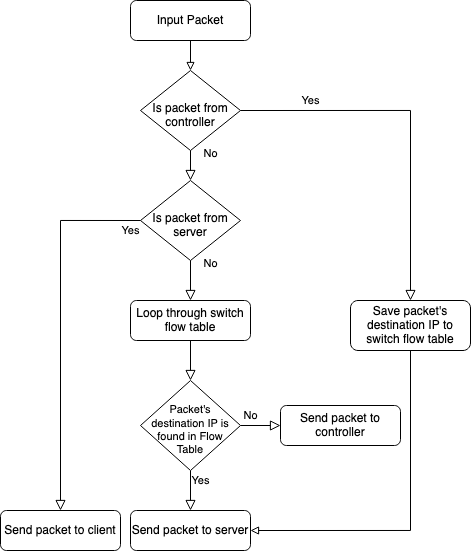 Input Packet
Is packet from
controller
Yes
No
Is packet from
server
Yes
No
Loop through switch
flow table
Save packet's
destination IP to
switch flow table
Packet's
destination IP is
found in Flow
Table
No
Send packet to
controller
Yes
Send packet to client
Send packet to server